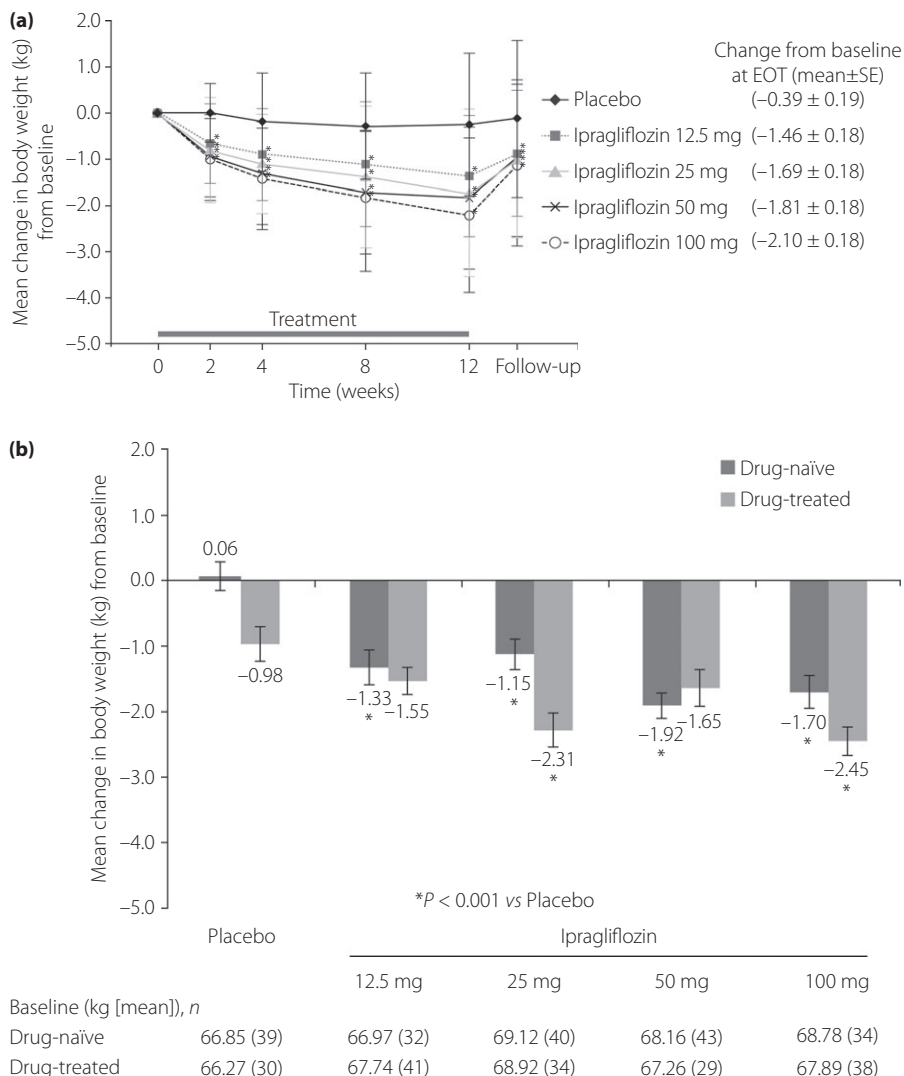 (a)
2.0
1.0
0.0
–1.0
–2.0
–3.0
–4.0
–5.0
Mean change in body weight (kg)
from baseline
Treatment
0 2 4 8 12 Follow-up
Time (weeks)
Change from baseline
at EOT (mean±SE)
Placebo (–0.39 ± 0.19)
Ipragliflozin 12.5 mg (–1.46 ± 0.18)
Ipragliflozin 25 mg (–1.69 ± 0.18)
Ipragliflozin 50 mg (–1.81 ± 0.18)
Ipragliflozin 100 mg (–2.10 ± 0.18)
(b)
2.0
1.0
0.0
–1.0
–2.0
–3.0
–4.0
–5.0
Mean change in body weight (kg) from baseline
Drug-naïve
Drug-treated
0.06
–0.98
–1.33
*
–1.55
–1.15
*
–2.31
*
–1.92
*
–1.65
–1.70
*
–2.45
*
*P < 0.001 vs Placebo
Placebo Ipragliflozin
12.5 mg 25 mg 50 mg 100 mg
Baseline (kg [mean]), n
Drug-naïve 66.85 (39) 66.97 (32) 69.12 (40) 68.16 (43) 68.78 (34)
Drug-treated 66.27 (30) 67.74 (41) 68.92 (34) 67.26 (29) 67.89 (38)